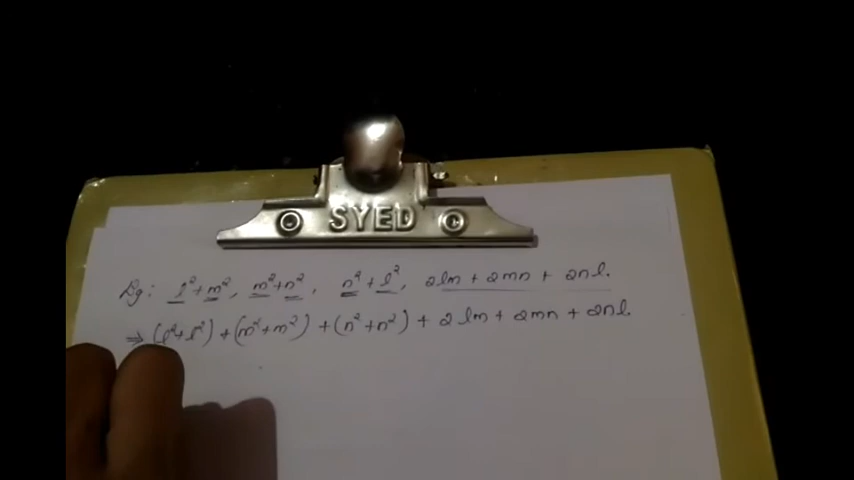 SYED
Eg: l²+m², m²+n², n²+l², 2lm + 2mn + 2nl.
⇒ (l²+l²) + (m²+m²) + (n²+n²) + 2lm + 2mn + 2nl.